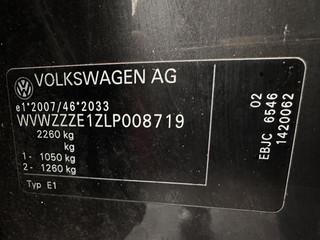 VOLKSWAGEN AG
e1*2007/46*2033
WVWZZZE1ZLP008719
2260 kg
kg
1- 1050 kg
2- 1260 kg
Typ E1
EBJC 6546 02
1420062